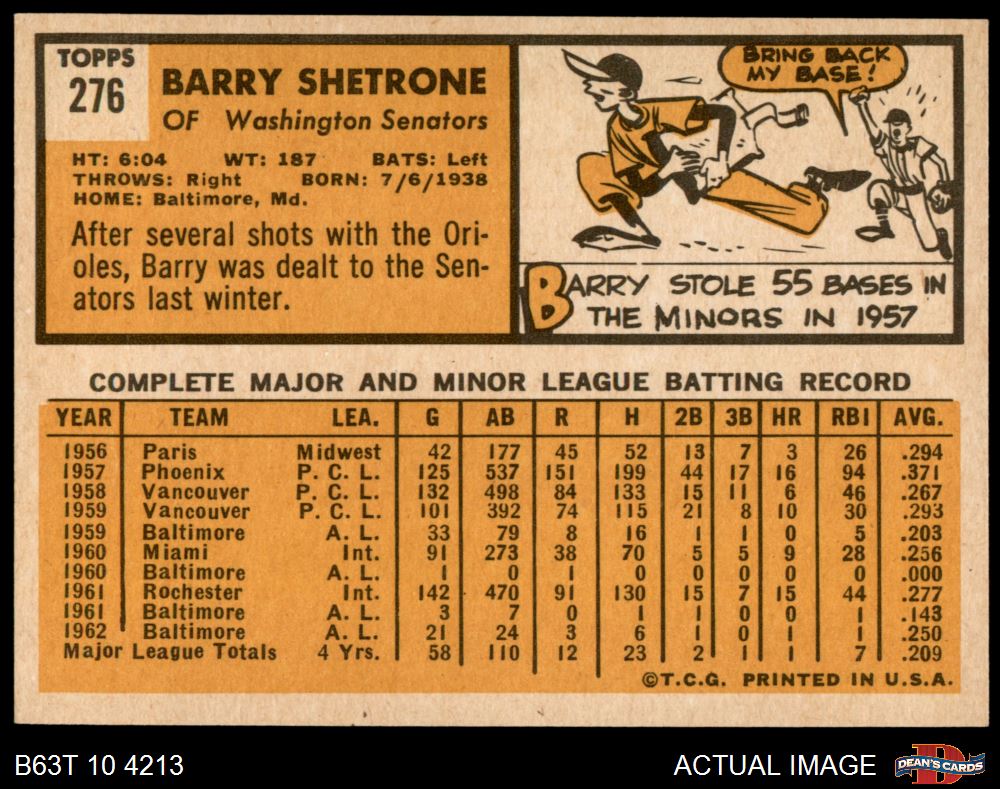 TOPPS
276
BARRY SHETRONE
OF Washington Senators
HT: 6:04 WT: 187 BATS: Left
THROWS: Right BORN: 7/6/1938
HOME: Baltimore, Md.
After several shots with the Ori-
oles, Barry was dealt to the Sen-
ators last winter.
BRING BACK
MY BASE!
BARRY STOLE 55 BASES IN
THE MINORS IN 1957
COMPLETE MAJOR AND MINOR LEAGUE BATTING RECORD
YEAR TEAM LEA. G AB R H 2B 3B HR RBI AVG.
1956 Paris Midwest 42 177 45 52 13 7 3 26 .294
1957 Phoenix P. C. L. 125 537 151 199 44 17 16 94 .371
1958 Vancouver P. C. L. 132 498 84 133 15 11 6 46 .267
1959 Vancouver P. C. L. 101 392 74 115 21 8 10 30 .293
1959 Baltimore A. L. 33 79 8 16 1 1 0 5 .203
1960 Miami Int. 91 273 38 70 5 5 9 28 .256
1960 Baltimore A. L. 1 0 1 0 0 0 0 0 .000
1961 Rochester Int. 142 470 91 130 15 7 15 44 .277
1961 Baltimore A. L. 3 7 0 1 1 0 0 1 .143
1962 Baltimore A. L. 21 24 3 6 1 0 1 1 .250
Major League Totals 4 Yrs. 58 110 12 23 2 1 1 7 .209
©T.C.G. PRINTED IN U.S.A.
B63T 10 4213 ACTUAL IMAGE
D
DEAN'S CARDS